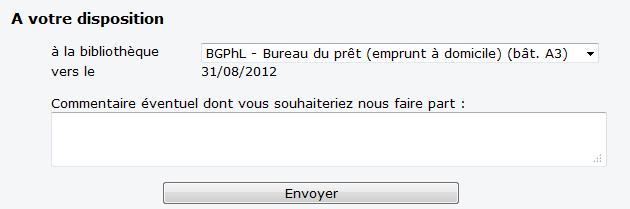 A votre disposition
à la bibliothèque BGPhL - Bureau du prêt (emprunt à domicile) (bât. A3)
vers le 31/08/2012
Commentaire éventuel dont vous souhaiteriez nous faire part :
Envoyer